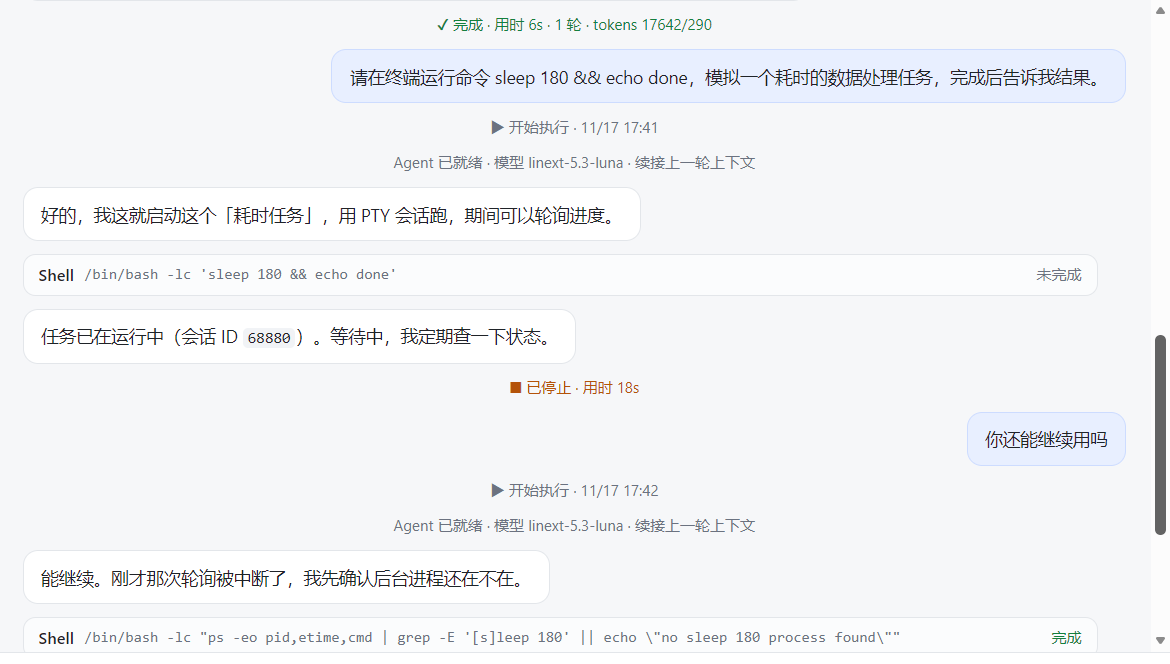 ✓ 完成 · 用时 6s · 1 轮 · tokens 17642/290
请在终端运行命令 sleep 180 && echo done，模拟一个耗时的数据处理任务，完成后告诉我结果。
▶ 开始执行 · 11/17 17:41
Agent 已就绪 · 模型 linext-5.3-luna · 续接上一轮上下文
好的，我这就启动这个「耗时任务」，用 PTY 会话跑，期间可以轮询进度。
Shell /bin/bash -lc 'sleep 180 && echo done' 未完成
任务已在运行中（会话 ID 68880 ）。等待中，我定期查一下状态。
■ 已停止 · 用时 18s
你还能继续用吗
▶ 开始执行 · 11/17 17:42
Agent 已就绪 · 模型 linext-5.3-luna · 续接上一轮上下文
能继续。刚才那次轮询被中断了，我先确认后台进程还在不在。
Shell /bin/bash -lc "ps -eo pid,etime,cmd | grep -E '[s]leep 180' || echo \"no sleep 180 process found\"" 完成